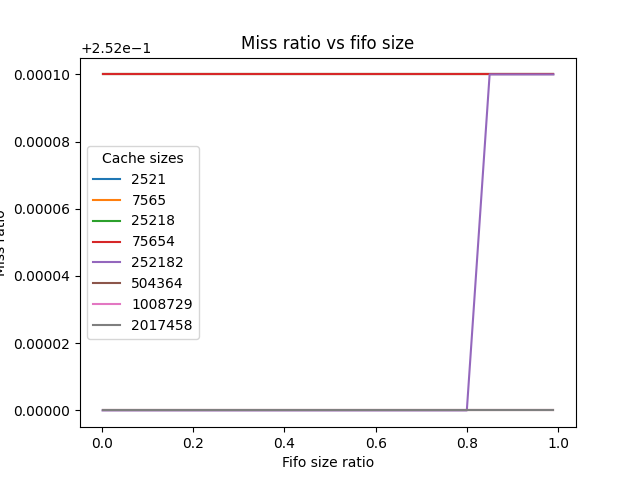 Miss ratio vs fifo size
+2.52e−1
0.00010
0.00008
0.00006
0.00004
0.00002
0.00000
Miss ratio
Cache sizes
2521
7565
25218
75654
252182
504364
1008729
2017458
0.0 0.2 0.4 0.6 0.8 1.0
Fifo size ratio